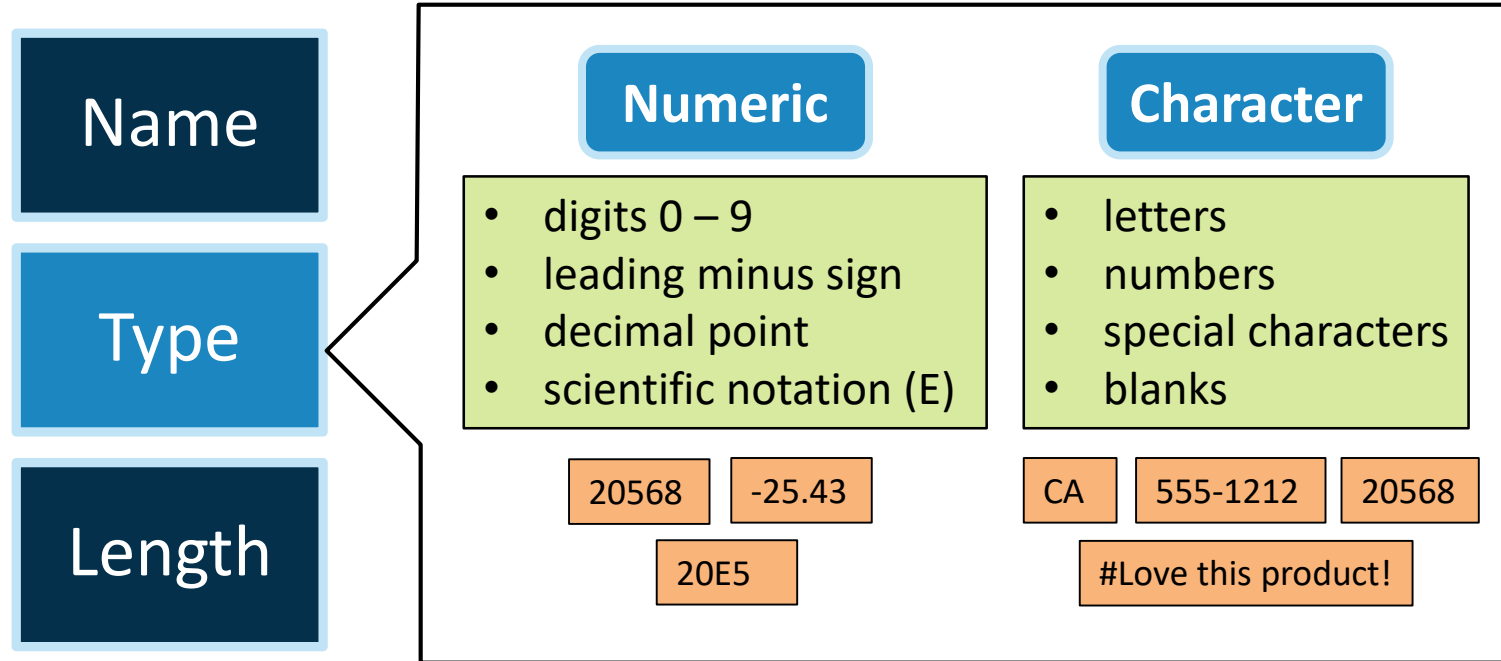 Name
Type
Length
Numeric
• digits 0 – 9
• leading minus sign
• decimal point
• scientific notation (E)
20568
-25.43
20E5
Character
• letters
• numbers
• special characters
• blanks
CA
555-1212
20568
#Love this product!